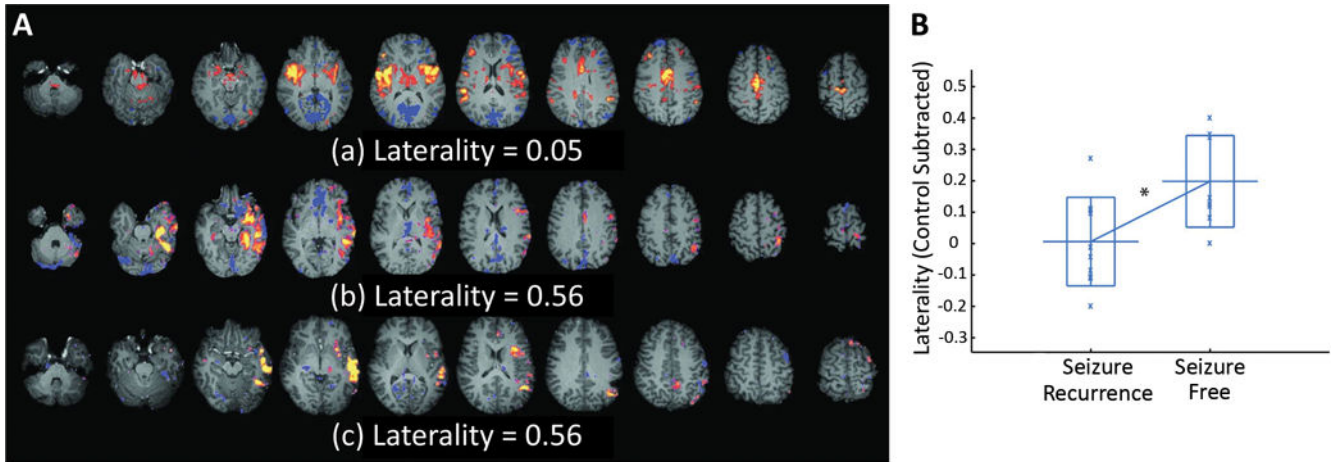 A
(a) Laterality = 0.05
(b) Laterality = 0.56
(c) Laterality = 0.56
B
Laterality (Control Subtracted)
0.5
0.4
0.3
0.2
0.1
0
-0.1
-0.2
-0.3
*
Seizure
Recurrence
Seizure
Free